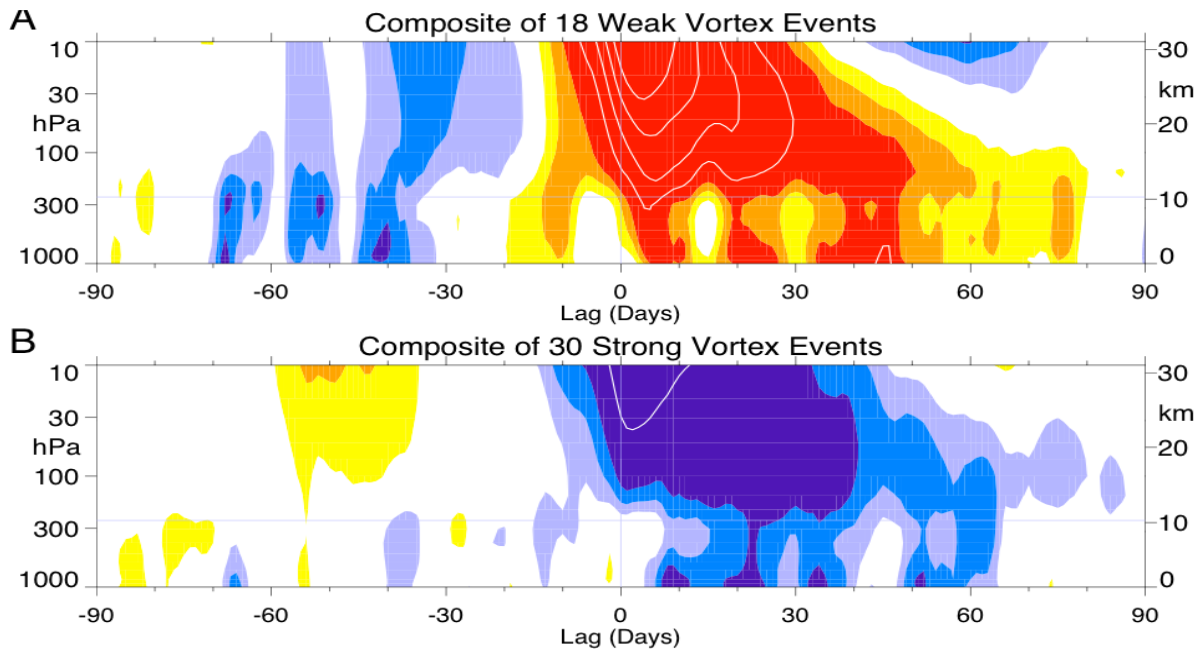 A
Composite of 18 Weak Vortex Events
10
30
hPa
100
300
1000
30
km
20
10
0
-90 -60 -30 0 30 60 90
Lag (Days)
B
Composite of 30 Strong Vortex Events
10
30
hPa
100
300
1000
30
km
20
10
0
-90 -60 -30 0 30 60 90
Lag (Days)